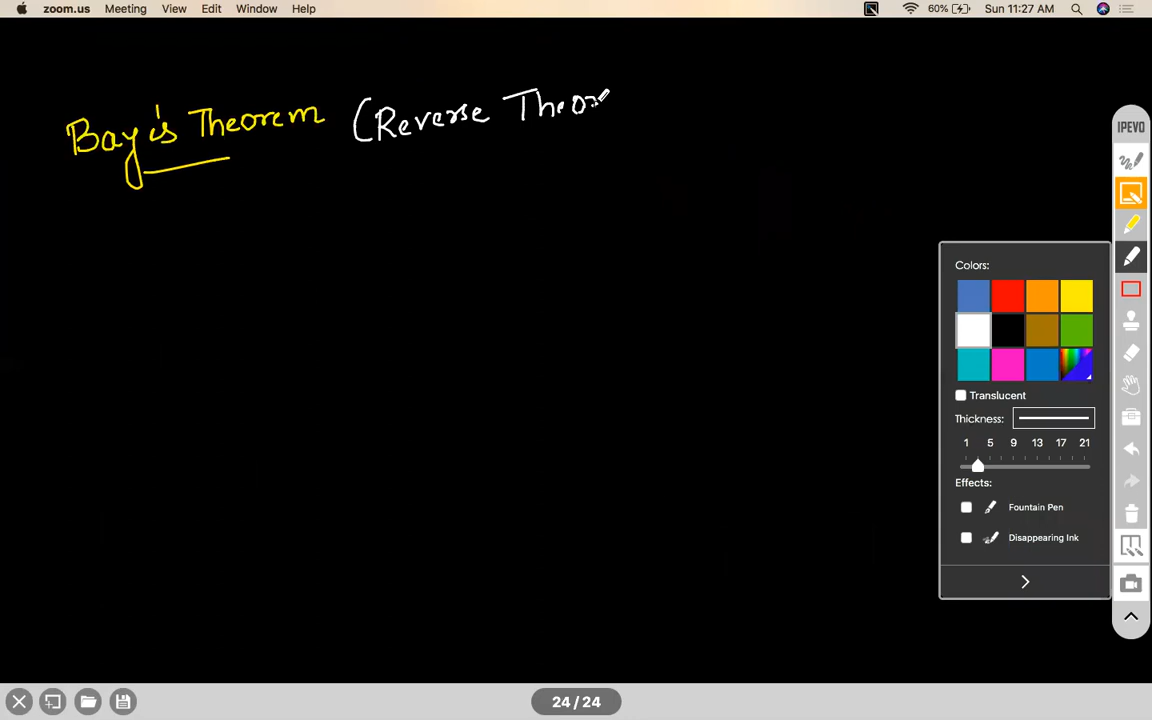 zoom.us Meeting View Edit Window Help 60% Sun 11:27 AM
Bay's Theorem (Reverse Theor
IPEVO
Colors:
Translucent
Thickness:
1 5 9 13 17 21
Effects:
Fountain Pen
Disappearing Ink
24 / 24